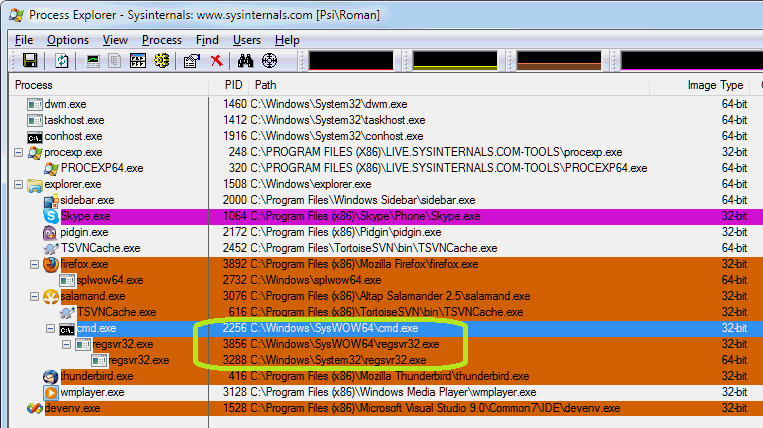 Process Explorer - Sysinternals: www.sysinternals.com [Psi\Roman]
File Options View Process Find Users Help
Process PID Path Image Type
dwm.exe 1460 C:\Windows\System32\dwm.exe 64-bit
taskhost.exe 1412 C:\Windows\System32\taskhost.exe 64-bit
conhost.exe 1916 C:\Windows\System32\conhost.exe 64-bit
procexp.exe 248 C:\PROGRAM FILES (X86)\LIVE.SYSINTERNALS.COM-TOOLS\procexp.exe 32-bit
PROCEXP64.exe 320 C:\PROGRAM FILES (X86)\LIVE.SYSINTERNALS.COM-TOOLS\PROCEXP64.exe 64-bit
explorer.exe 1508 C:\Windows\explorer.exe 64-bit
sidebar.exe 2000 C:\Program Files\Windows Sidebar\sidebar.exe 64-bit
Skype.exe 1064 C:\Program Files (x86)\Skype\Phone\Skype.exe 32-bit
pidgin.exe 2172 C:\Program Files (x86)\Pidgin\pidgin.exe 32-bit
TSVNCache.exe 2452 C:\Program Files\TortoiseSVN\bin\TSVNCache.exe 64-bit
firefox.exe 3892 C:\Program Files (x86)\Mozilla Firefox\firefox.exe 32-bit
splwow64.exe 2732 C:\Windows\splwow64.exe 64-bit
salamand.exe 3076 C:\Program Files (x86)\Altap Salamander 2.5\salamand.exe 32-bit
TSVNCache.exe 616 C:\Program Files (x86)\TortoiseSVN\bin\TSVNCache.exe 32-bit
cmd.exe 2256 C:\Windows\SysWOW64\cmd.exe 32-bit
regsvr32.exe 3856 C:\Windows\SysWOW64\regsvr32.exe 32-bit
regsvr32.exe 3288 C:\Windows\System32\regsvr32.exe 64-bit
thunderbird.exe 416 C:\Program Files (x86)\Mozilla Thunderbird\thunderbird.exe 32-bit
wmplayer.exe 3128 C:\Program Files (x86)\Windows Media Player\wmplayer.exe 32-bit
devenv.exe 1528 C:\Program Files (x86)\Microsoft Visual Studio 9.0\Common7\IDE\devenv.exe 32-bit